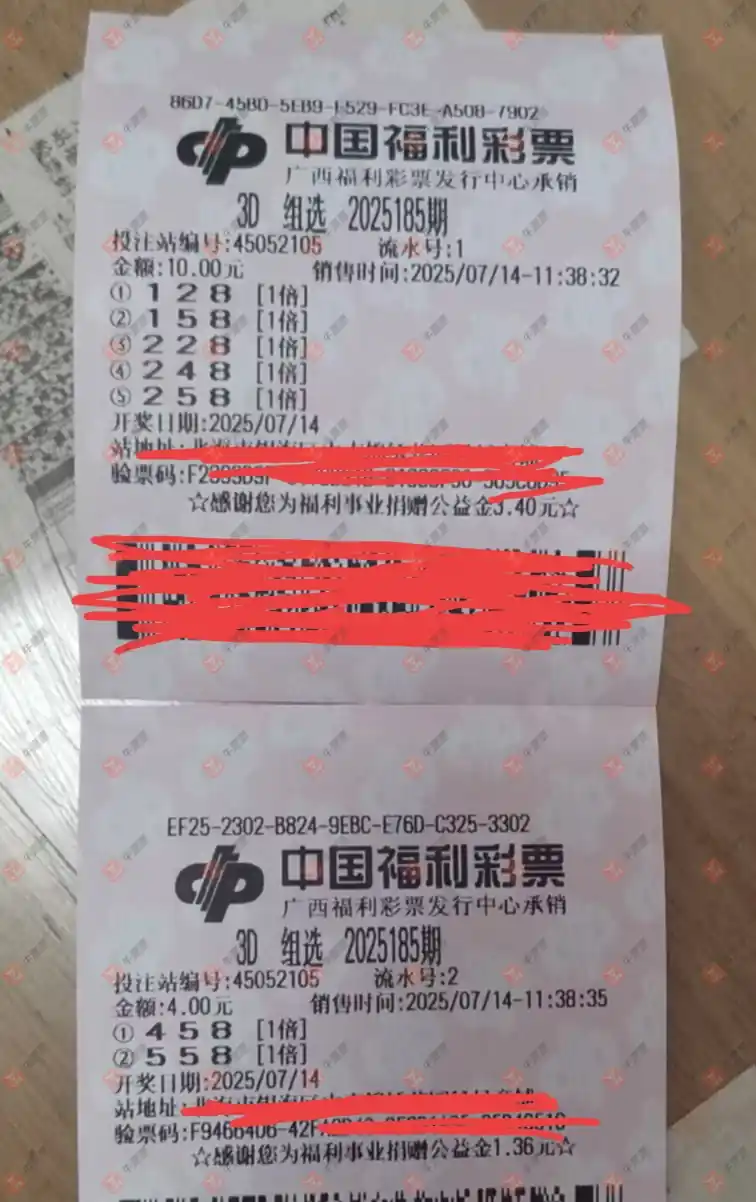 86D7-45B0-5EB9-F529-FC3E-A50B-7902
中国福利彩票
广西福利彩票发行中心承销
3D 组选 2025185期
投注站编号:45052105 流水号:1
金额:10.00元 销售时间:2025/07/14-11:38:32
① 1 2 8 [1倍]
② 1 5 8 [1倍]
③ 2 2 8 [1倍]
④ 2 4 8 [1倍]
⑤ 2 5 8 [1倍]
开奖日期:2025/07/14
站地址:
验票码:
☆感谢您为福利事业捐赠公益金3.40元☆
EF25-2302-B824-9EBC-E76D-C325-3302
中国福利彩票
广西福利彩票发行中心承销
3D 组选 2025185期
投注站编号:45052105 流水号:2
金额:4.00元 销售时间:2025/07/14-11:38:35
① 4 5 8 [1倍]
② 5 5 8 [1倍]
开奖日期:2025/07/14
站地址:
验票码:F9466406-
☆感谢您为福利事业捐赠公益金1.36元☆